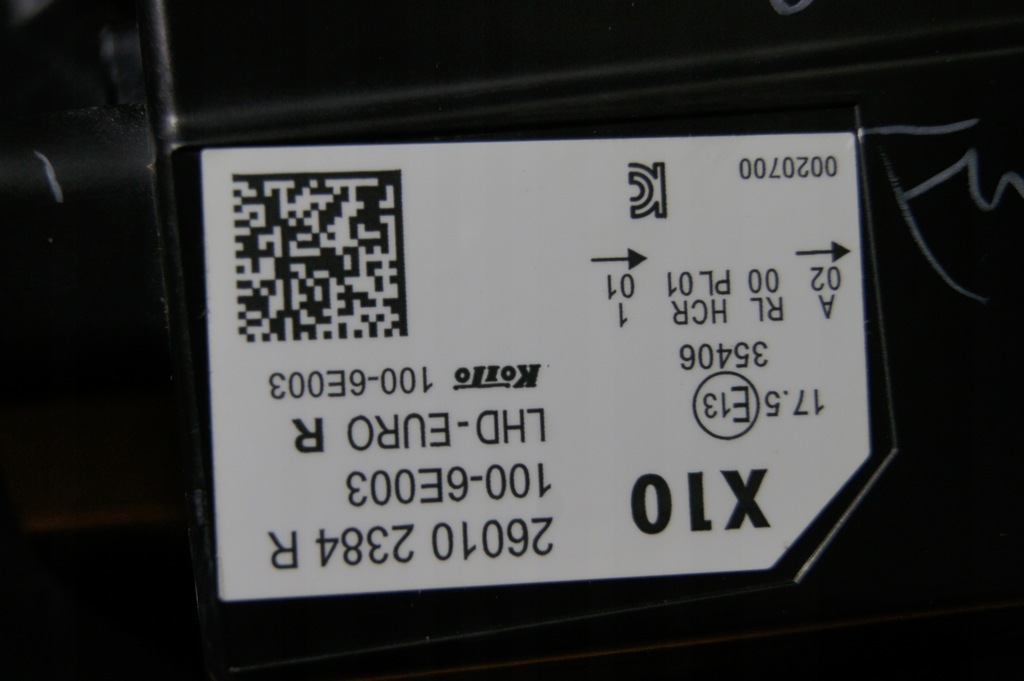 X10
17.5 E13
35406
A RL HCR 1
02 00 PL01 01
→ →
0020700
26010 2384 R
100-6E003
LHD-EURO R
Koito 100-6E003